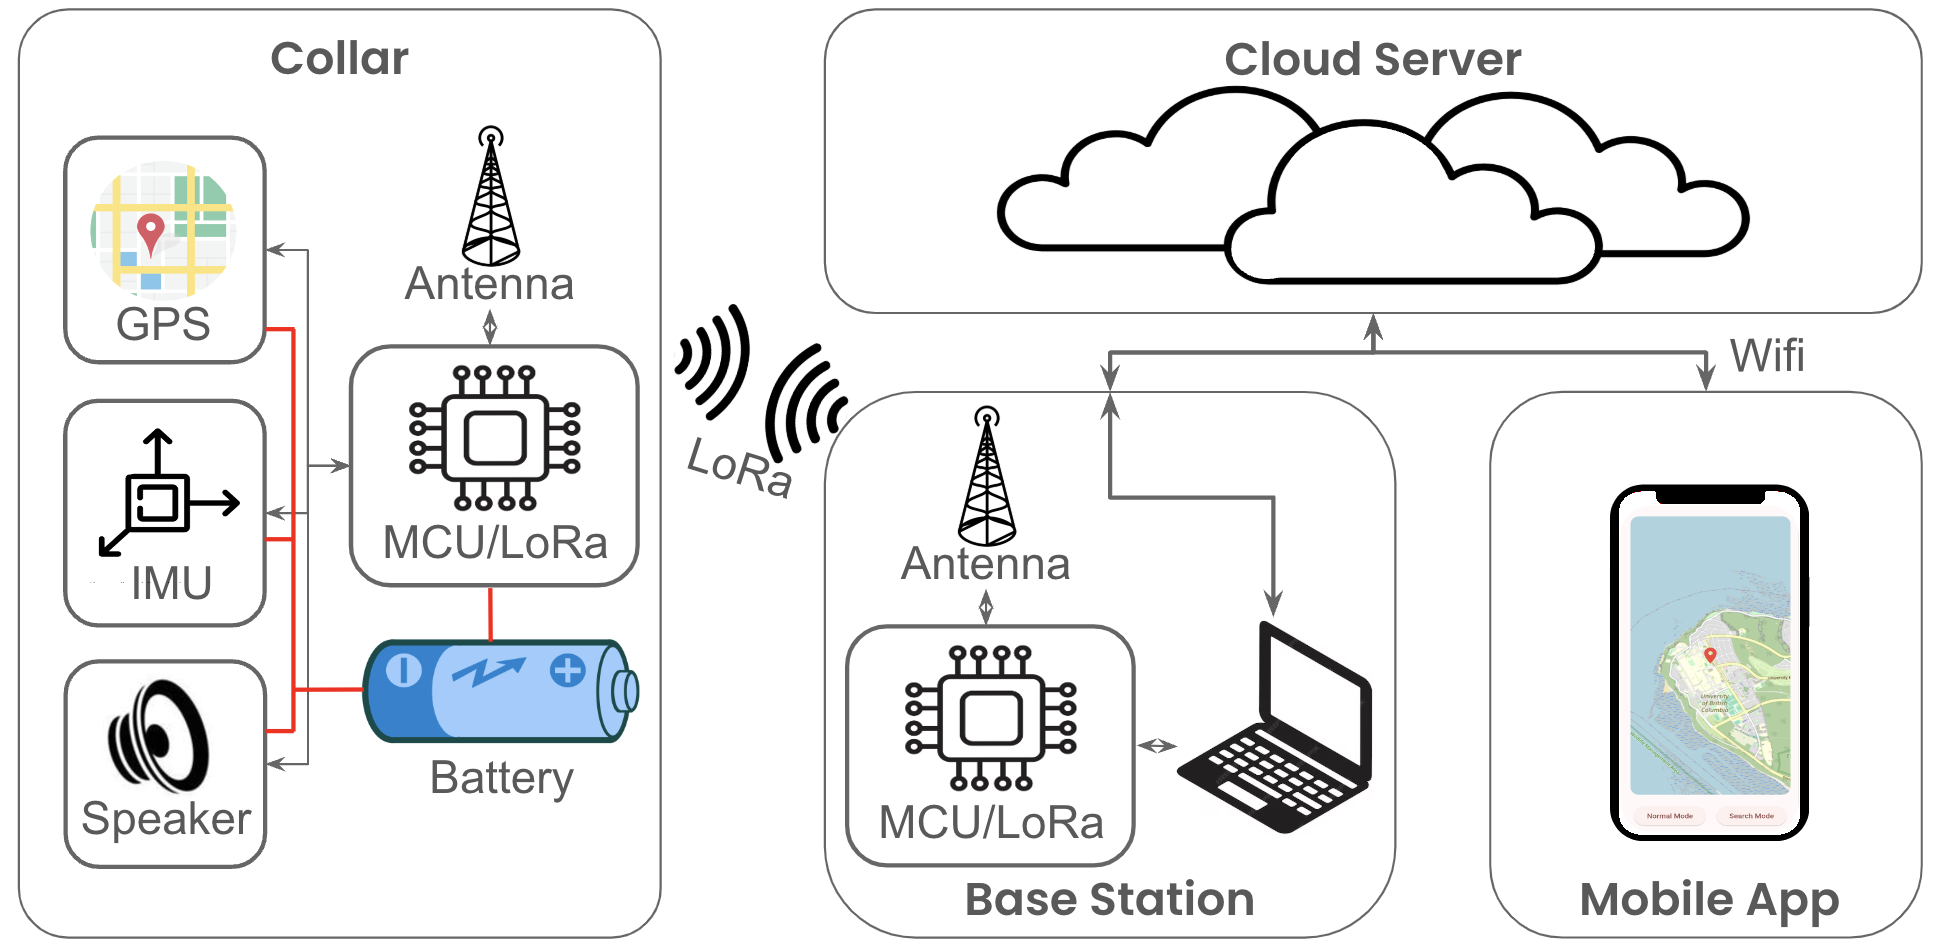 Collar
GPS
Antenna
IMU
MCU/LoRa
Speaker
Battery
LoRa
Cloud Server
Wifi
Antenna
MCU/LoRa
Base Station
University
of British
Columbia
Normal Mode
Search Mode
Mobile App